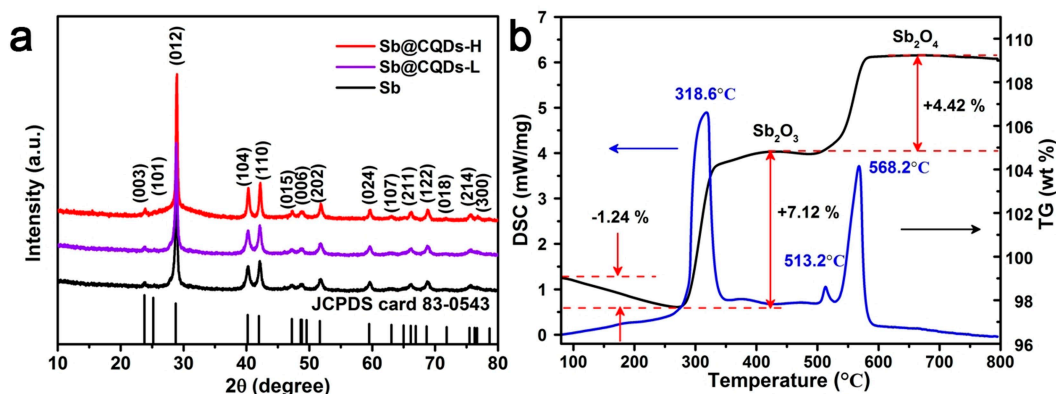 a
Intensity (a.u.)
Sb@CQDs-H
Sb@CQDs-L
Sb
(003)
(101)
(012)
(104)
(110)
(015)
(006)
(202)
(024)
(107)
(211)
(122)
(018)
(214)
(300)
JCPDS card 83-0543
10 20 30 40 50 60 70 80
2θ (degree)
b
DSC (mW/mg)
7
6
5
4
3
2
1
0
318.6°C
Sb₂O₃
Sb₂O₄
+4.42 %
568.2°C
-1.24 %
+7.12 %
513.2°C
TG (wt %)
110
108
106
104
102
100
98
96
100 200 300 400 500 600 700 800
Temperature (°C)